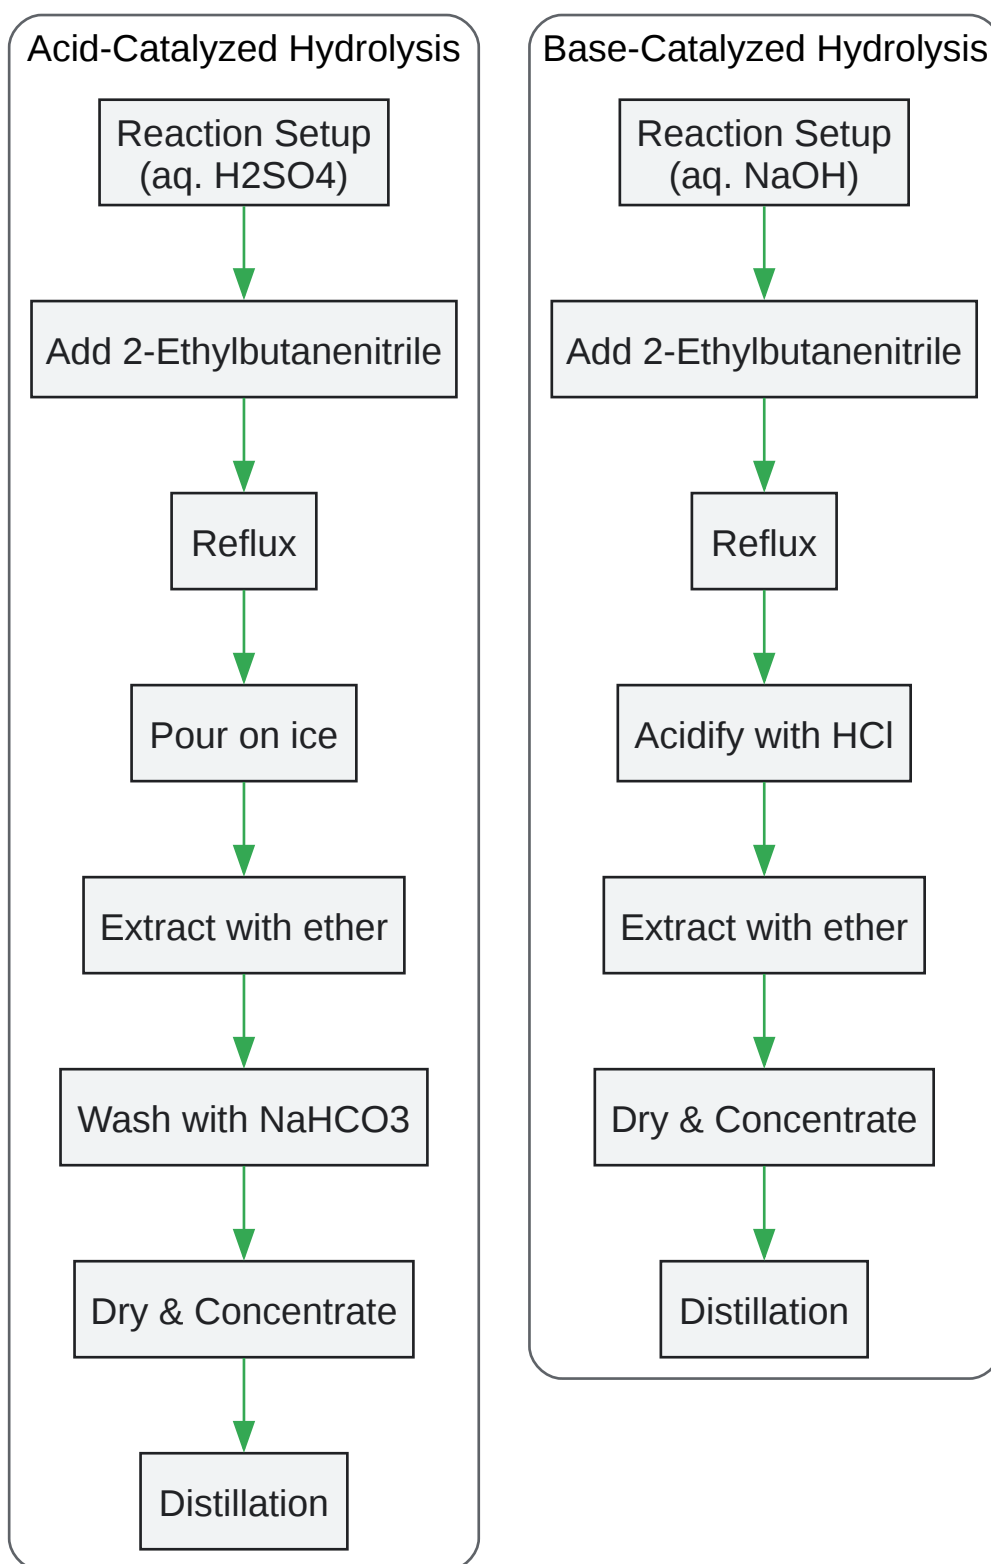 Acid-Catalyzed Hydrolysis
Reaction Setup
(aq. H2SO4)
Add 2-Ethylbutanenitrile
Reflux
Pour on ice
Extract with ether
Wash with NaHCO3
Dry & Concentrate
Distillation
Base-Catalyzed Hydrolysis
Reaction Setup
(aq. NaOH)
Add 2-Ethylbutanenitrile
Reflux
Acidify with HCl
Extract with ether
Dry & Concentrate
Distillation